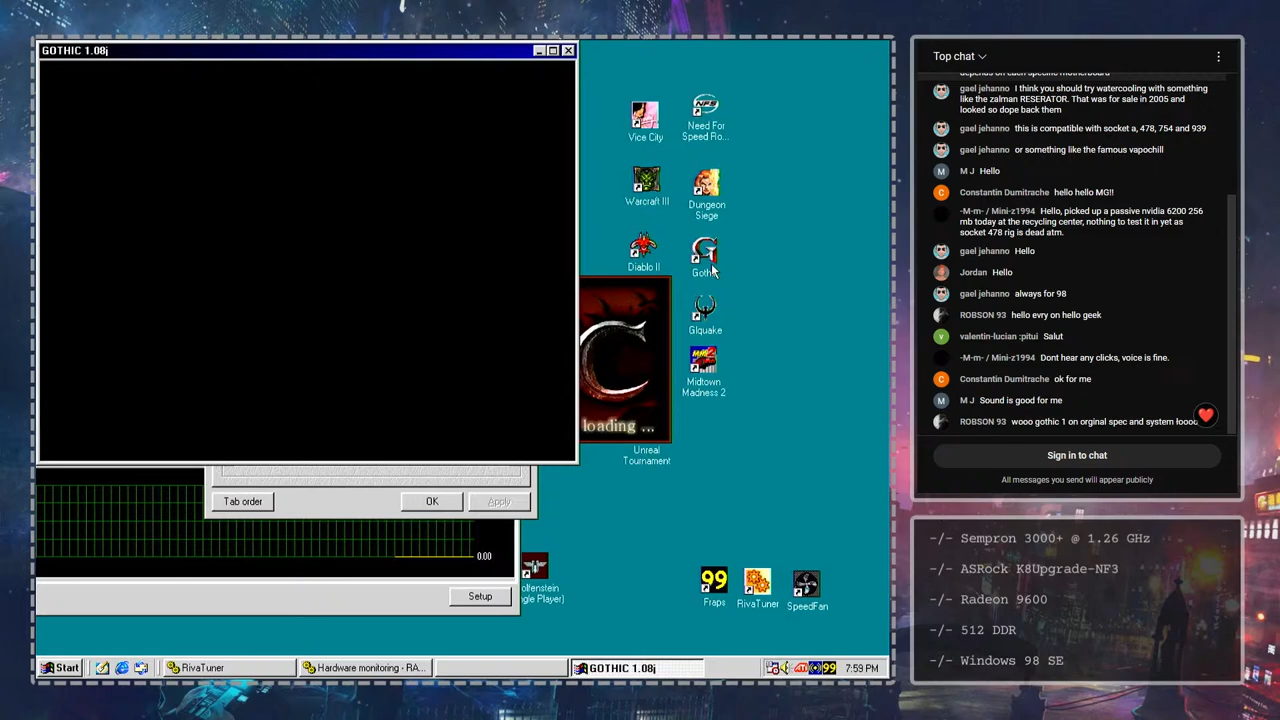 GOTHIC 1.08j
Vice City
Need For
Speed Ro...
Warcraft III
Dungeon
Siege
Diablo II
Glquake
Midtown
Madness 2
loading ...
Unreal
Tournament
Tab order
OK
Apply
0.00
Setup
Fraps
RivaTuner
SpeedFan
Start
RivaTuner
Hardware monitoring - RA...
GOTHIC 1.08j
99
7:59 PM
Top chat
depends on each specific motherboard
gael jehanno I think you should try watercooling with something
like the zalman RESERATOR. That was for sale in 2005 and
looked so dope back them
gael jehanno this is compatible with socket a, 478, 754 and 939
gael jehanno or something like the famous vapochill
M J Hello
Constantin Dumitrache hello hello MG!!
-M-m- / Mini-z1994 Hello, picked up a passive nvidia 6200 256
mb today at the recycling center, nothing to test it in yet as
socket 478 rig is dead atm.
gael jehanno Hello
Jordan Hello
gael jehanno always for 98
ROBSON 93 hello evry on hello geek
valentin-lucian :pitui Salut
-M-m- / Mini-z1994 Dont hear any clicks, voice is fine.
Constantin Dumitrache ok for me
M J Sound is good for me
ROBSON 93 wooo gothic 1 on orginal spec and system
Sign in to chat
All messages you send will appear publicly
-/- Sempron 3000+ @ 1.26 GHz
-/- ASRock K8Upgrade-NF3
-/- Radeon 9600
-/- 512 DDR
-/- Windows 98 SE